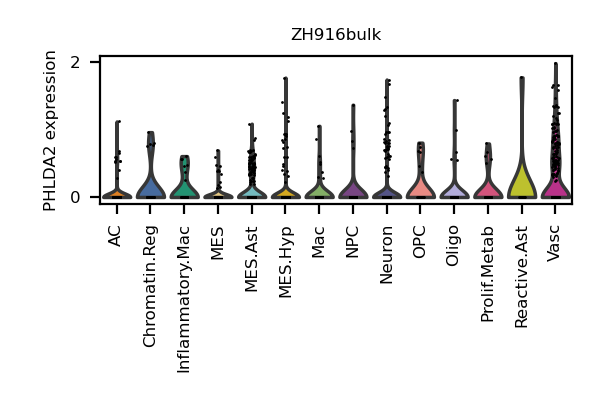 ZH916bulk
PHLDA2 expression
2
0
AC
Chromatin.Reg
Inflammatory.Mac
MES
MES.Ast
MES.Hyp
Mac
NPC
Neuron
OPC
Oligo
Prolif.Metab
Reactive.Ast
Vasc